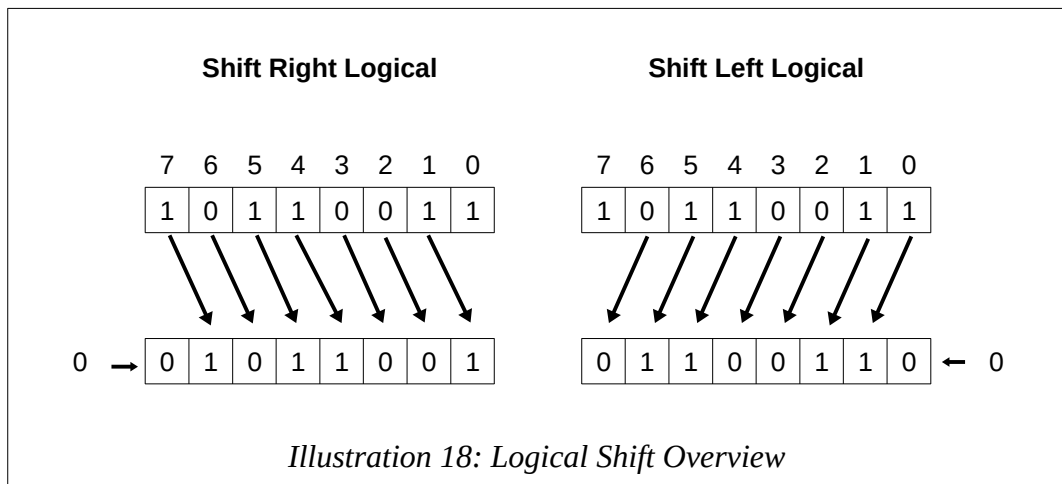 Shift Right Logical Shift Left Logical
7 6 5 4 3 2 1 0 7 6 5 4 3 2 1 0
1 0 1 1 0 0 1 1 1 0 1 1 0 0 1 1
0 0 1 0 1 1 0 0 1 0 1 1 0 0 1 1 0 0
Illustration 18: Logical Shift Overview